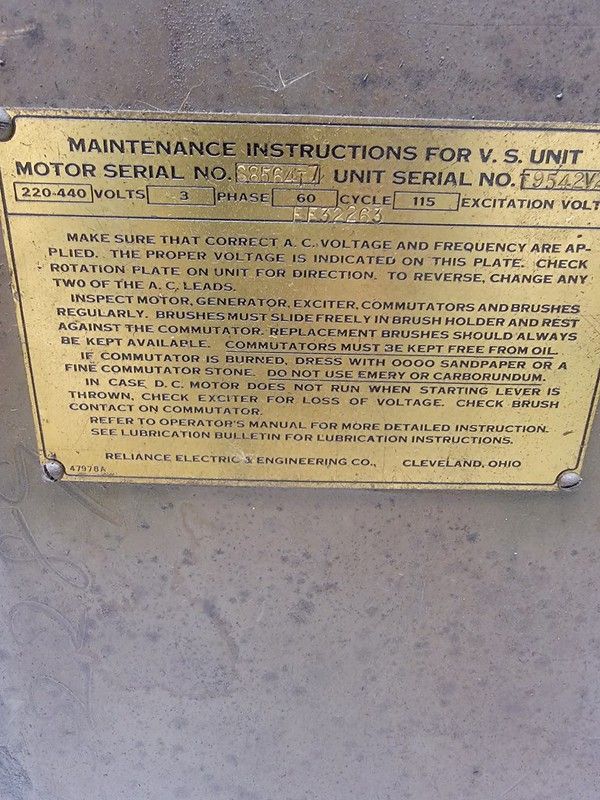 MAINTENANCE INSTRUCTIONS FOR V. S. UNIT
MOTOR SERIAL NO. UNIT SERIAL NO.
220-440 VOLTS 3 PHASE 60 CYCLE 115 EXCITATION VOLT
EE32263
MAKE SURE THAT CORRECT A. C. VOLTAGE AND FREQUENCY ARE AP-
PLIED. THE PROPER VOLTAGE IS INDICATED ON THIS PLATE. CHECK
ROTATION PLATE ON UNIT FOR DIRECTION. TO REVERSE, CHANGE ANY
TWO OF THE A. C. LEADS.
INSPECT MOTOR, GENERATOR, EXCITER, COMMUTATORS AND BRUSHES
REGULARLY. BRUSHES MUST SLIDE FREELY IN BRUSH HOLDER AND REST
AGAINST THE COMMUTATOR. REPLACEMENT BRUSHES SHOULD ALWAYS
BE KEPT AVAILABLE. COMMUTATORS MUST BE KEPT FREE FROM OIL.
IF COMMUTATOR IS BURNED, DRESS WITH OOOO SANDPAPER OR A
FINE COMMUTATOR STONE. DO NOT USE EMERY OR CARBORUNDUM.
IN CASE D. C. MOTOR DOES NOT RUN WHEN STARTING LEVER IS
THROWN, CHECK EXCITER FOR LOSS OF VOLTAGE. CHECK BRUSH
CONTACT ON COMMUTATOR.
REFER TO OPERATOR'S MANUAL FOR MORE DETAILED INSTRUCTION.
SEE LUBRICATION BULLETIN FOR LUBRICATION INSTRUCTIONS.
RELIANCE ELECTRIC & ENGINEERING CO., CLEVELAND, OHIO
47978A